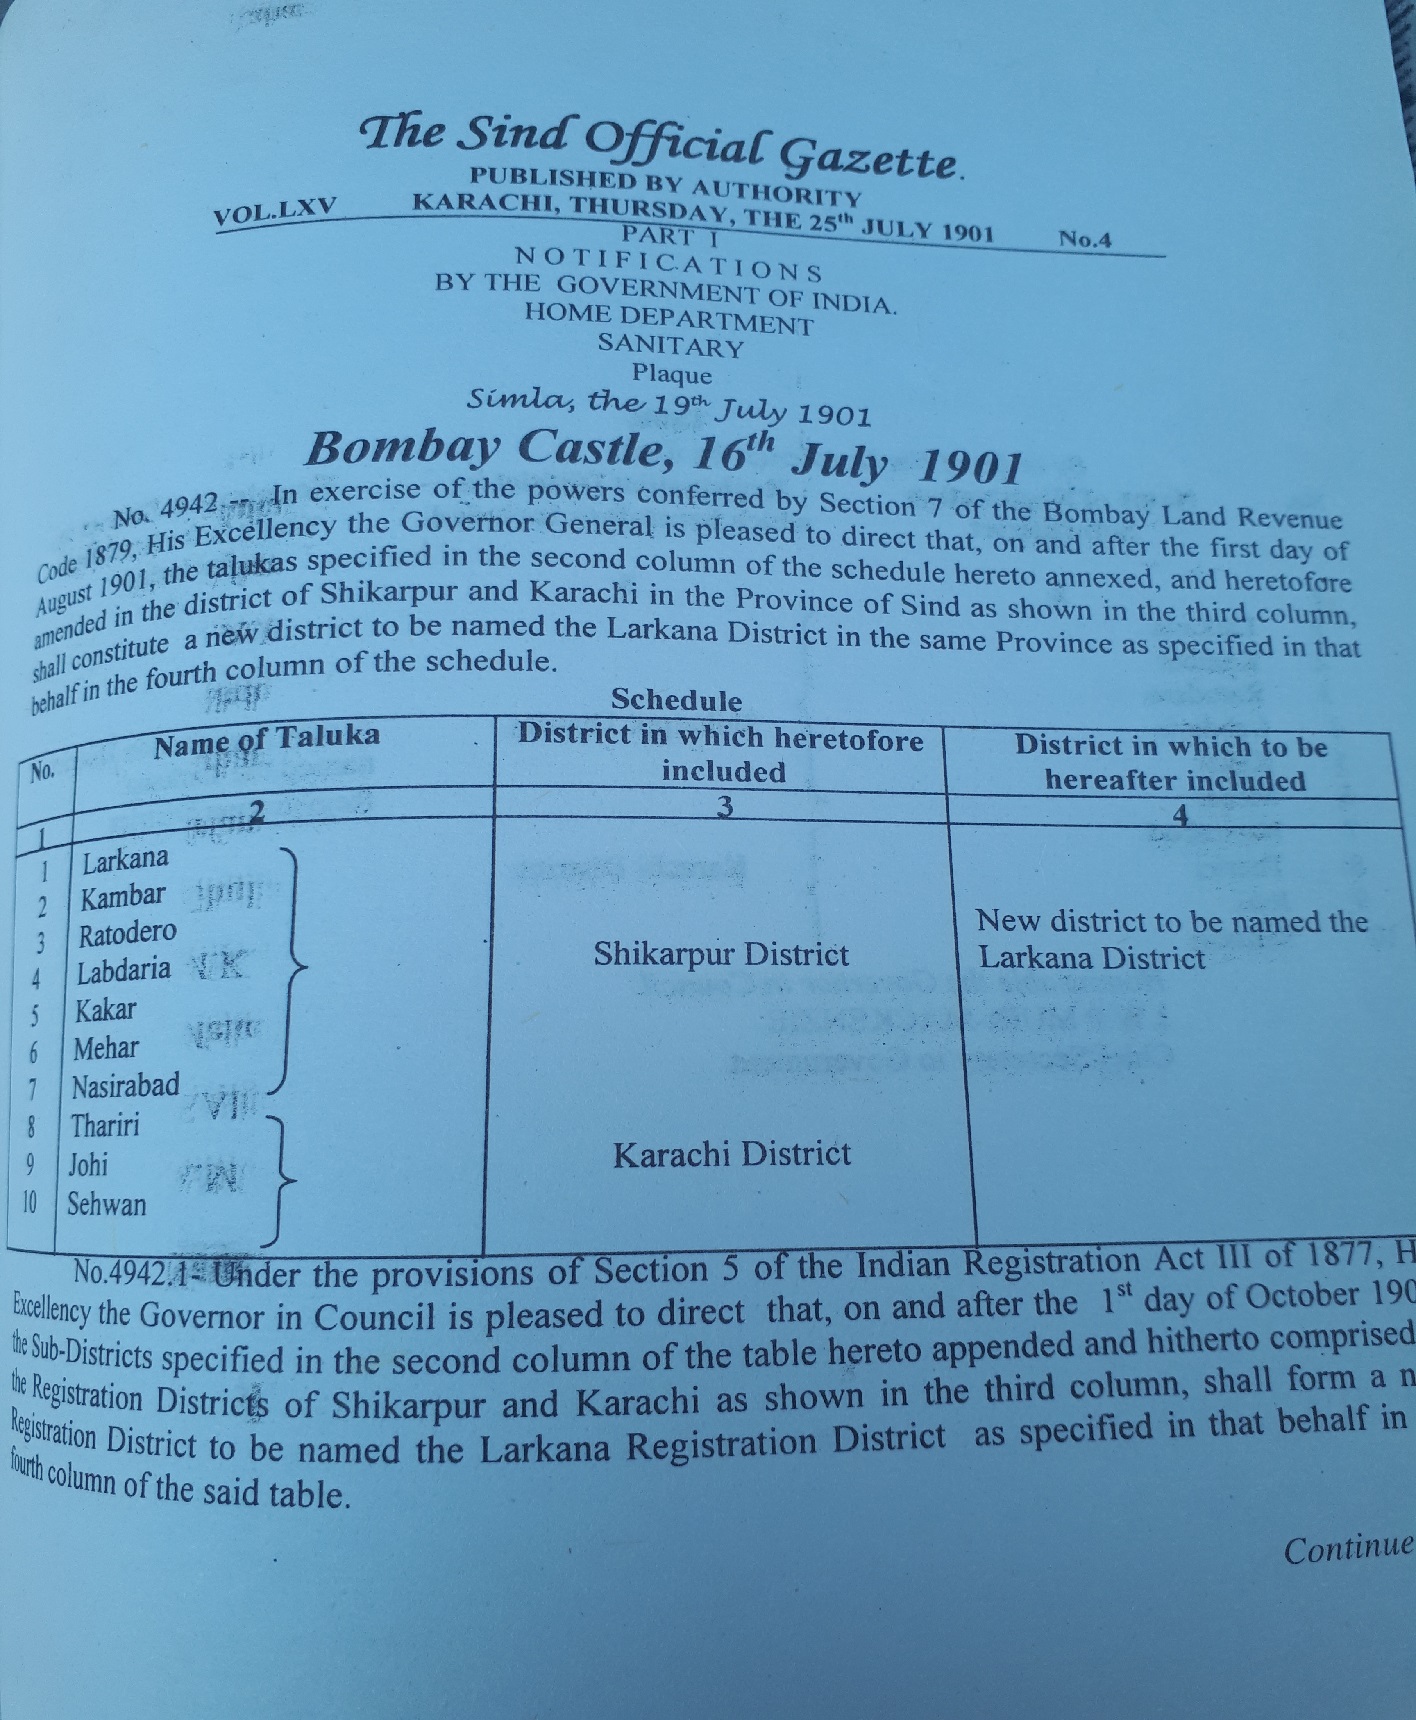 The Sind Official Gazette.
PUBLISHED BY AUTHORITY
VOL.LXV KARACHI, THURSDAY, THE 25th JULY 1901 No.4
PART I
NOTIFICATIONS
BY THE GOVERNMENT OF INDIA.
HOME DEPARTMENT
SANITARY
Plaque
Simla, the 19th July 1901
Bombay Castle, 16th July 1901
No. 4942 -- In exercise of the powers conferred by Section 7 of the Bombay Land Revenue
Code 1879, His Excellency the Governor General is pleased to direct that, on and after the first day of
August 1901, the talukas specified in the second column of the schedule hereto annexed, and heretofore
amended in the district of Shikarpur and Karachi in the Province of Sind as shown in the third column,
shall constitute a new district to be named the Larkana District in the same Province as specified in that
behalf in the fourth column of the schedule.
Schedule
No. Name of Taluka District in which heretofore included District in which to be hereafter included
1 2 3 4
1 Larkana
2 Kambar
3 Ratodero
4 Labdaria
5 Kakar
6 Mehar
7 Nasirabad
Shikarpur District
New district to be named the
Larkana District
8 Thariri
9 Johi
10 Sehwan
Karachi District
No.4942.1- Under the provisions of Section 5 of the Indian Registration Act III of 1877, H
Excellency the Governor in Council is pleased to direct that, on and after the 1st day of October 190
the Sub-Districts specified in the second column of the table hereto appended and hitherto comprised
the Registration Districts of Shikarpur and Karachi as shown in the third column, shall form a n
Registration District to be named the Larkana Registration District as specified in that behalf in
fourth column of the said table.
Continue